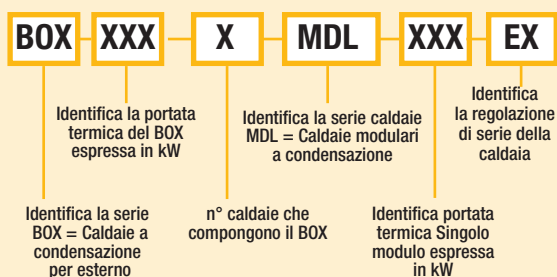 BOX XXX X MDL XXX EX
Identifica la portata
termica del BOX
espressa in kW
Identifica la serie caldaie
MDL = Caldaie modulari
a condensazione
Identifica
la regolazione
di serie della
caldaia
Identifica la serie
BOX = Caldaie a
condensazione
per esterno
n° caldaie che
compongono il BOX
Identifica portata
termica Singolo
modulo espressa
in kW